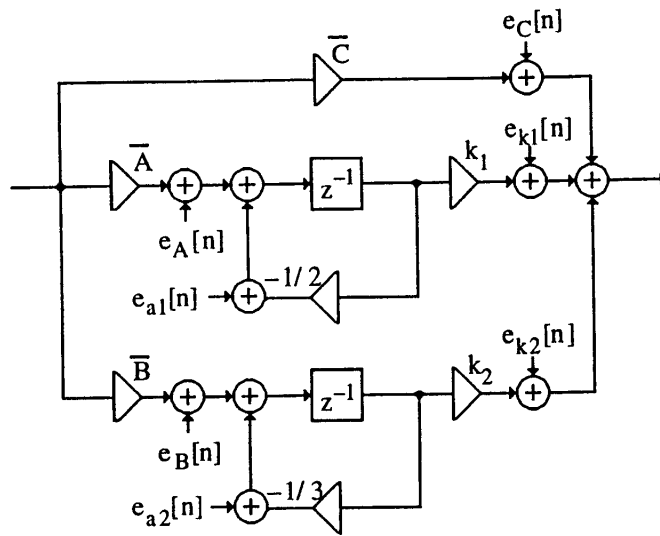 e_C[n]
C̅
e_{k1}[n]
A̅
k_1
z^{-1}
e_A[n]
-1/2
e_{a1}[n]
e_{k2}[n]
B̅
k_2
z^{-1}
e_B[n]
-1/3
e_{a2}[n]